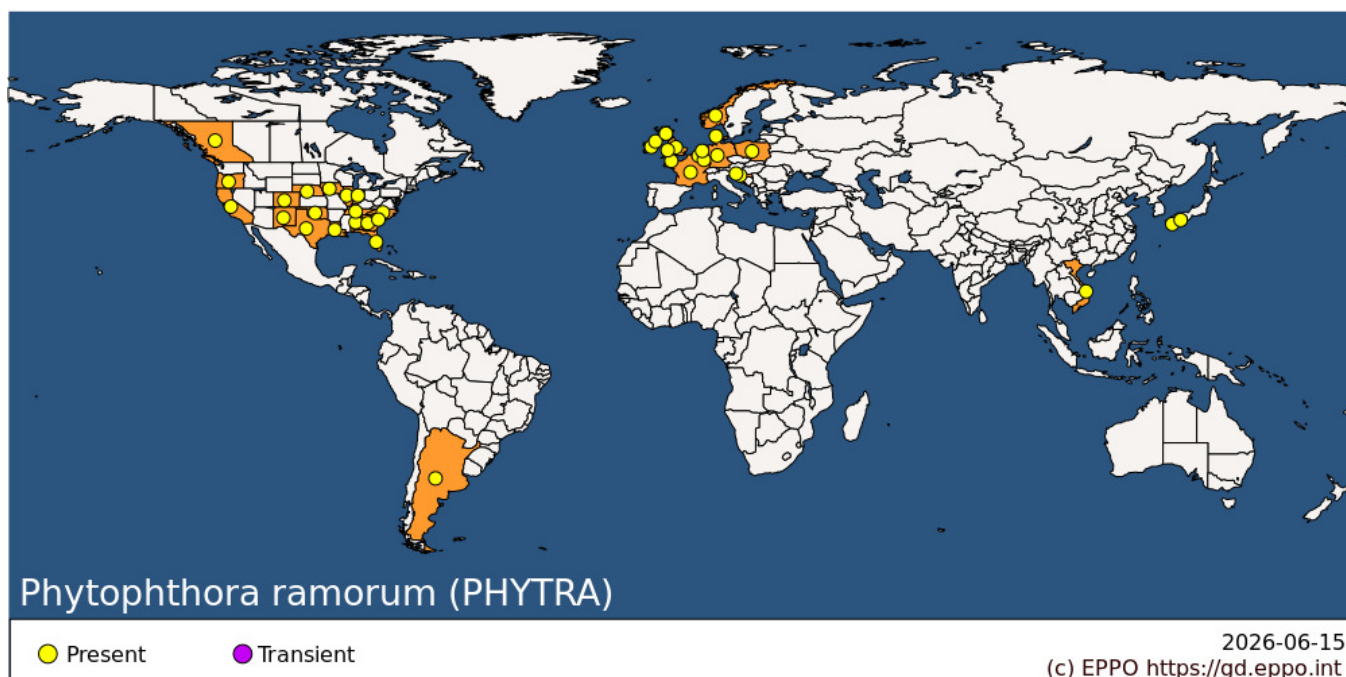 Phytophthora ramorum (PHYTRA)
Present
Transient
2026-06-15
(c) EPPO https://gd.eppo.int